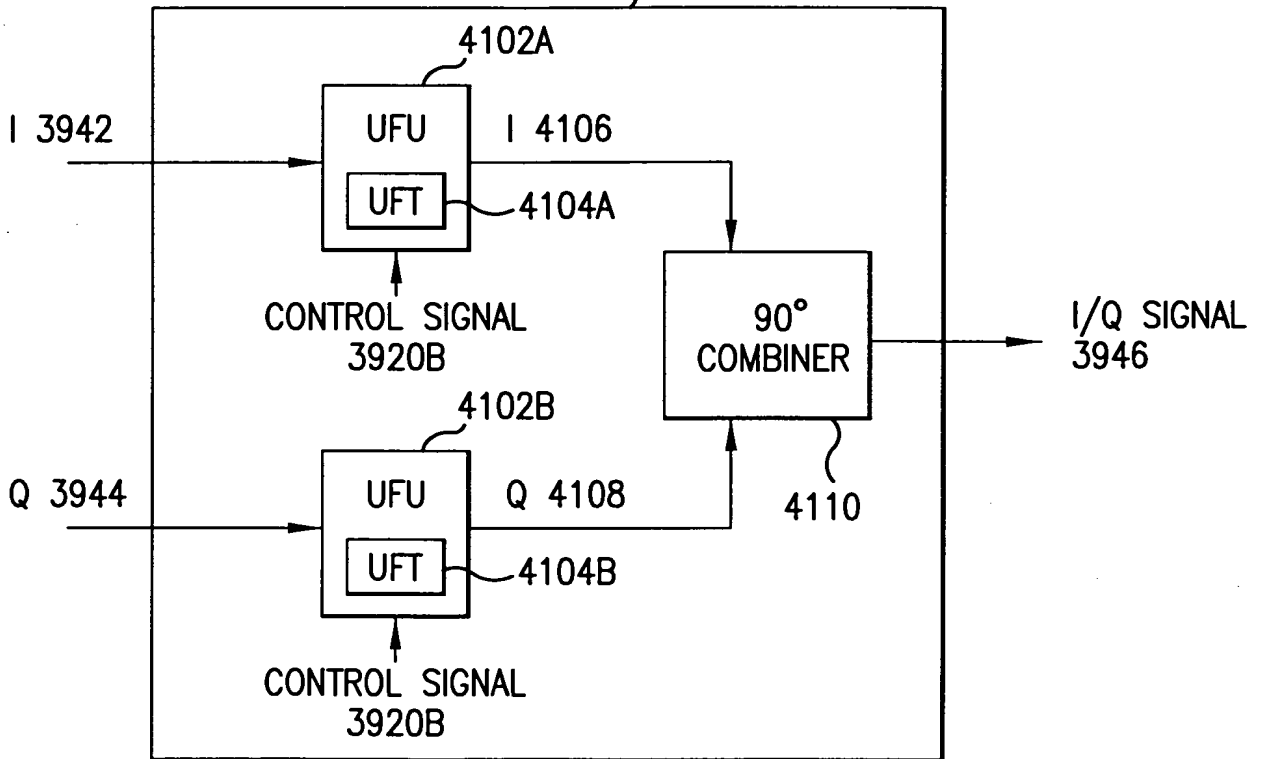 4102A
I 3942
UFU
I 4106
UFT
4104A
CONTROL SIGNAL
3920B
90°
COMBINER
I/Q SIGNAL
3946
4102B
Q 3944
UFU
Q 4108
4110
UFT
4104B
CONTROL SIGNAL
3920B